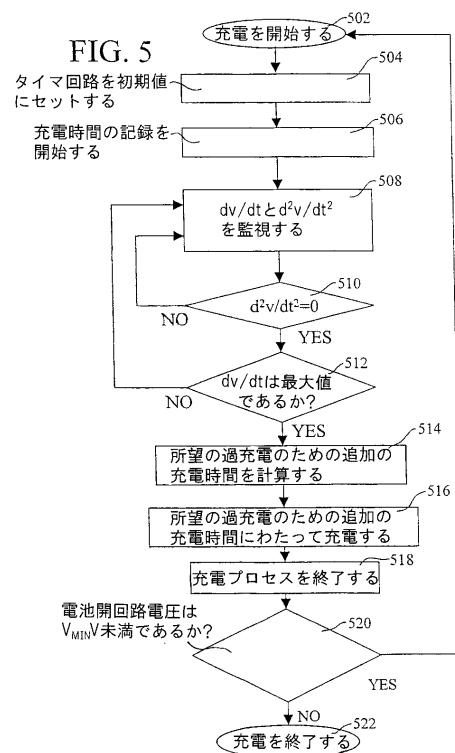 502
充電を開始する
FIG. 5
504
タイマ回路を初期値
にセットする
506
充電時間の記録を
開始する
508
dv/dtとd²v/dt²
を監視する
510
d²v/dt²=0
NO
YES
512
dv/dtは最大値
であるか?
NO
YES
514
所望の過充電のための追加の
充電時間を計算する
516
所望の過充電のための追加の
充電時間にわたって充電する
518
充電プロセスを終了する
電池開回路電圧は
VMINV未満であるか?
520
YES
NO
522
充電を終了する